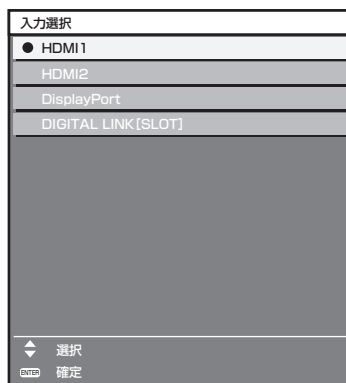 入力選択
HDMI1
HDMI2
DisplayPort
DIGITAL LINK[SLOT]
選択
ENTER 確定